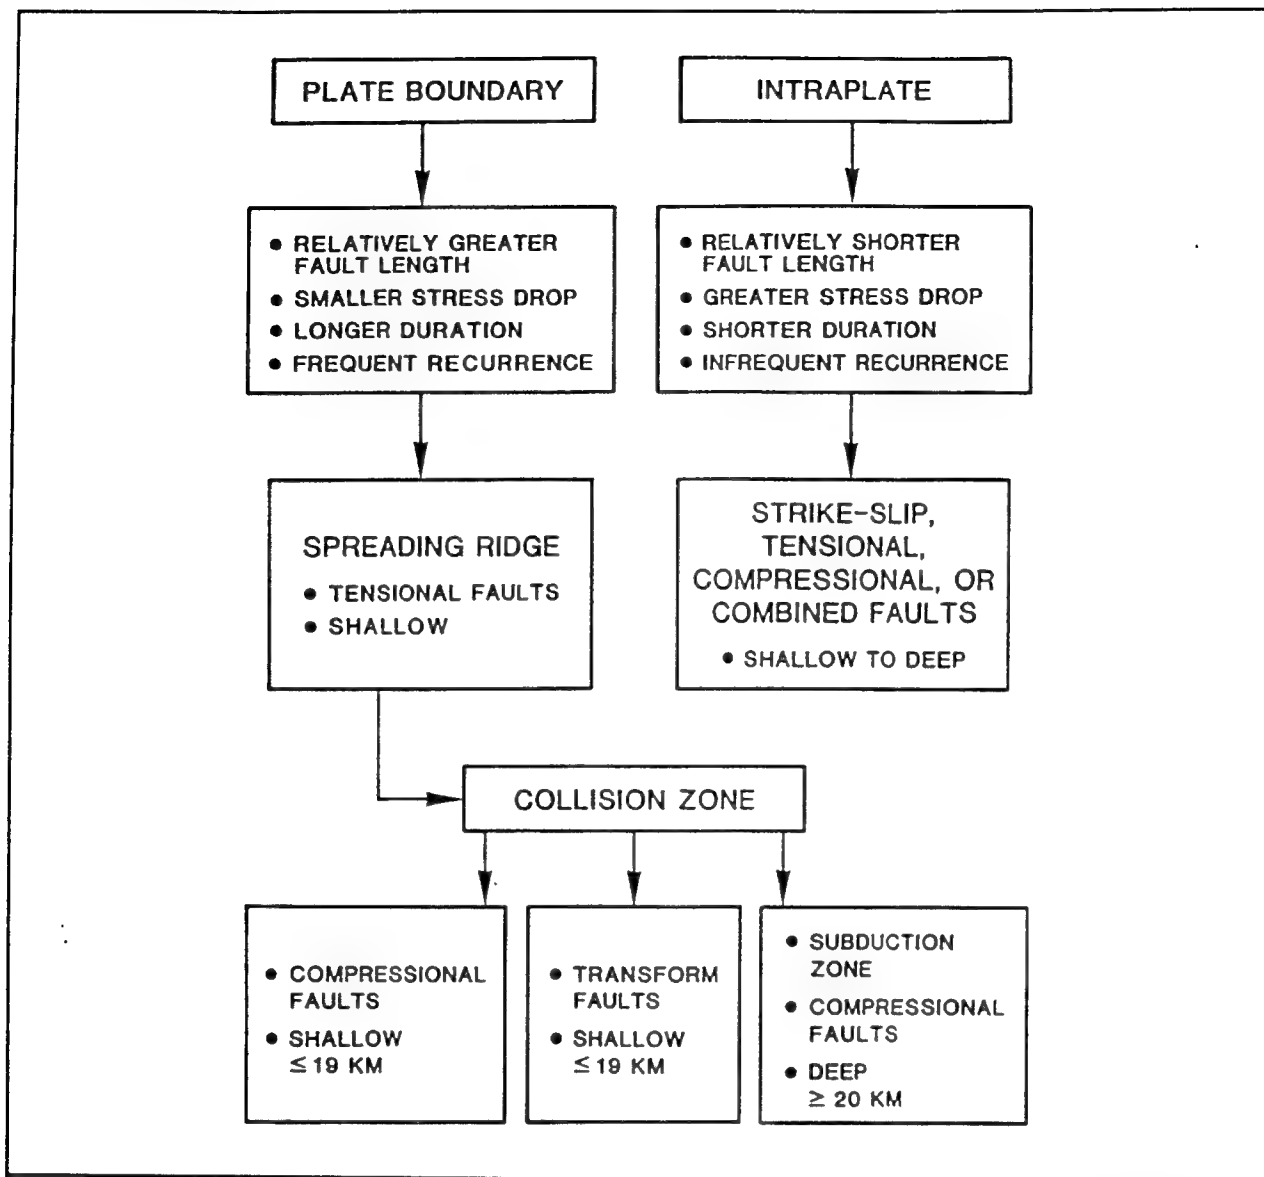 PLATE BOUNDARY
INTRAPLATE
• RELATIVELY GREATER
FAULT LENGTH
• SMALLER STRESS DROP
• LONGER DURATION
• FREQUENT RECURRENCE
• RELATIVELY SHORTER
FAULT LENGTH
• GREATER STRESS DROP
• SHORTER DURATION
• INFREQUENT RECURRENCE
SPREADING RIDGE
• TENSIONAL FAULTS
• SHALLOW
STRIKE-SLIP,
TENSIONAL,
COMPRESSIONAL, OR
COMBINED FAULTS
• SHALLOW TO DEEP
COLLISION ZONE
• COMPRESSIONAL
FAULTS
• SHALLOW
≤ 19 KM
• TRANSFORM
FAULTS
• SHALLOW
≤ 19 KM
• SUBDUCTION
ZONE
• COMPRESSIONAL
FAULTS
• DEEP
≥ 20 KM